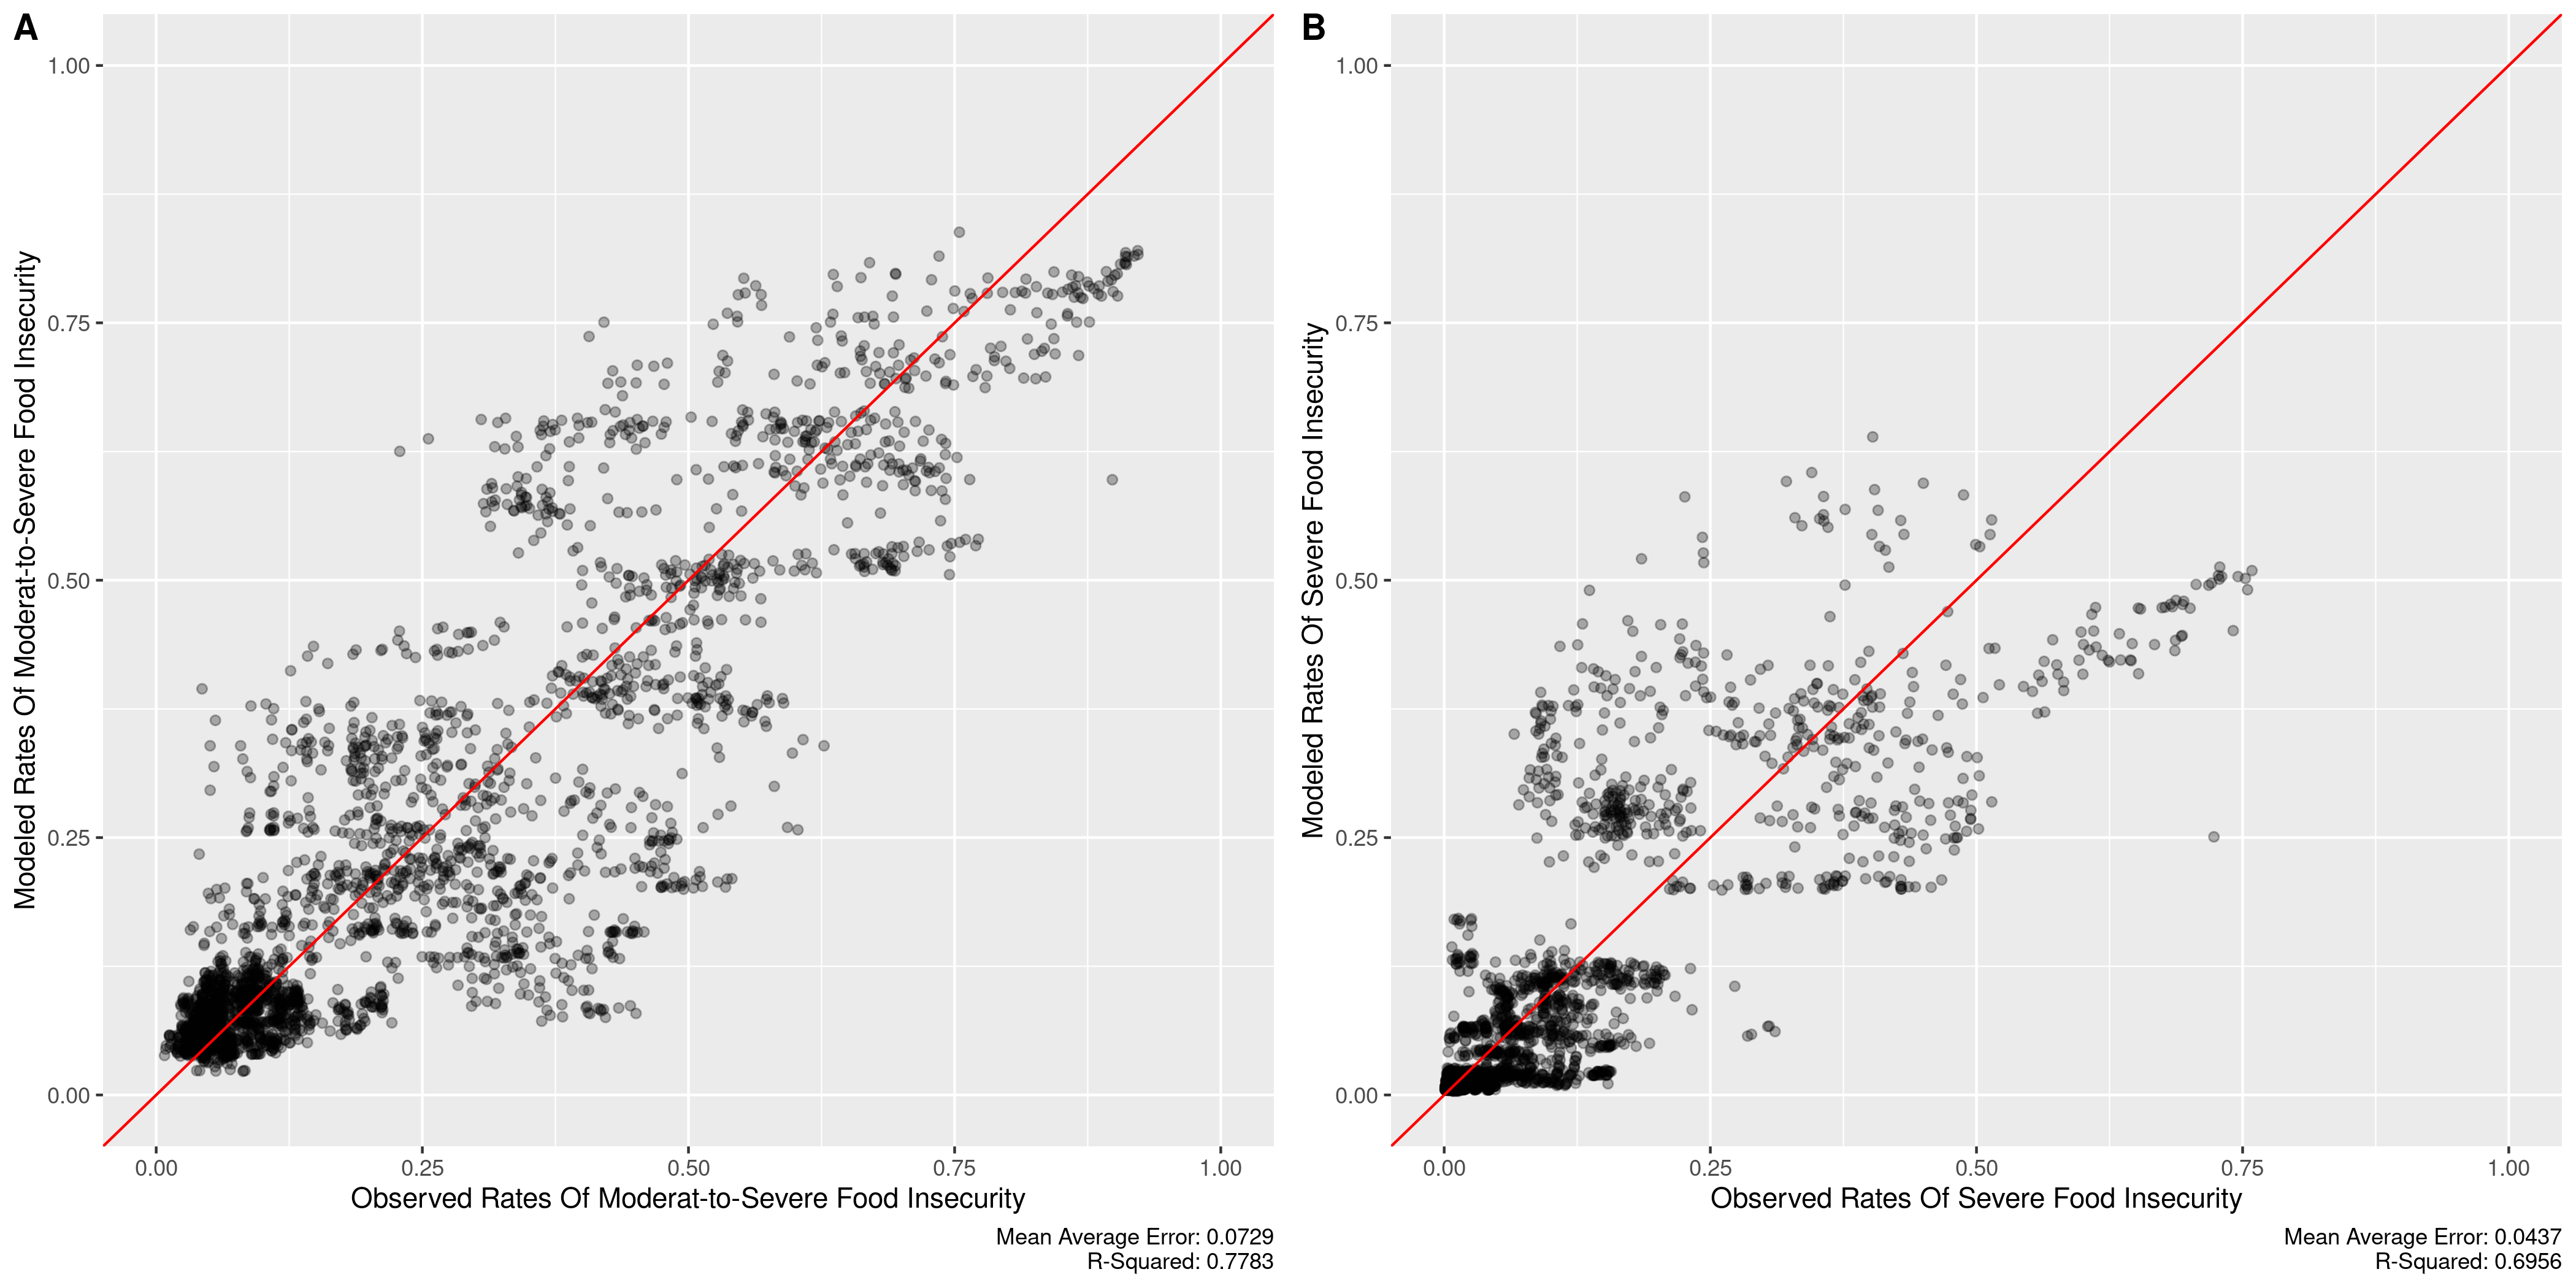 A
Modeled Rates Of Moderat-to-Severe Food Insecurity
1.00
0.75
0.50
0.25
0.00
0.00 0.25 0.50 0.75 1.00
Observed Rates Of Moderat-to-Severe Food Insecurity
Mean Average Error: 0.0729
R-Squared: 0.7783
B
Modeled Rates Of Severe Food Insecurity
1.00
0.75
0.50
0.25
0.00
0.00 0.25 0.50 0.75 1.00
Observed Rates Of Severe Food Insecurity
Mean Average Error: 0.0437
R-Squared: 0.6956